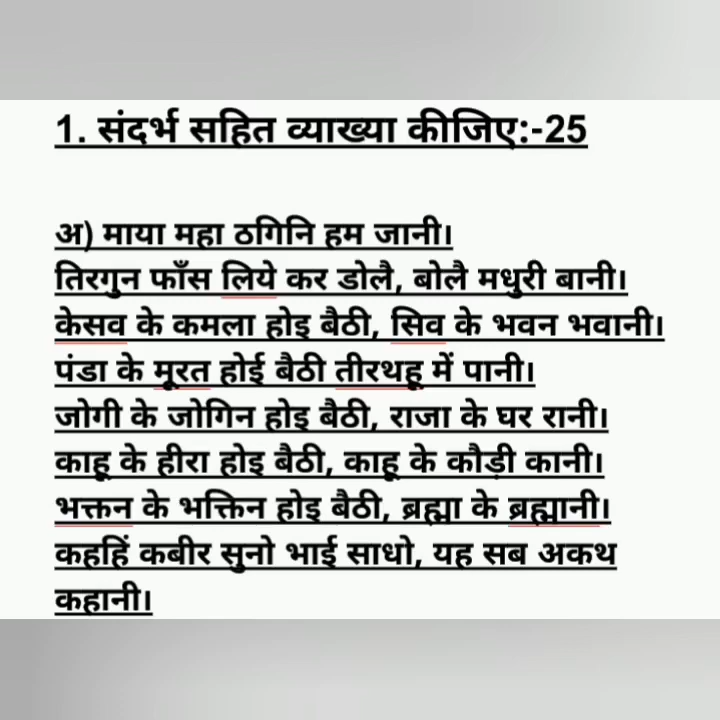 1. संदर्भ सहित व्याख्या कीजिए:-25
अ) माया महा ठगिनि हम जानी।
तिरगुन फाँस लिये कर डोलै, बोलै मधुरी बानी।
केसव के कमला होइ बैठी, सिव के भवन भवानी।
पंडा के मूरत होई बैठी तीरथहू में पानी।
जोगी के जोगिन होइ बैठी, राजा के घर रानी।
काहू के हीरा होइ बैठी, काहू के कौड़ी कानी।
भक्तन के भक्तिन होइ बैठी, ब्रह्मा के ब्रह्मानी।
कहहिं कबीर सुनो भाई साधो, यह सब अकथ
कहानी।